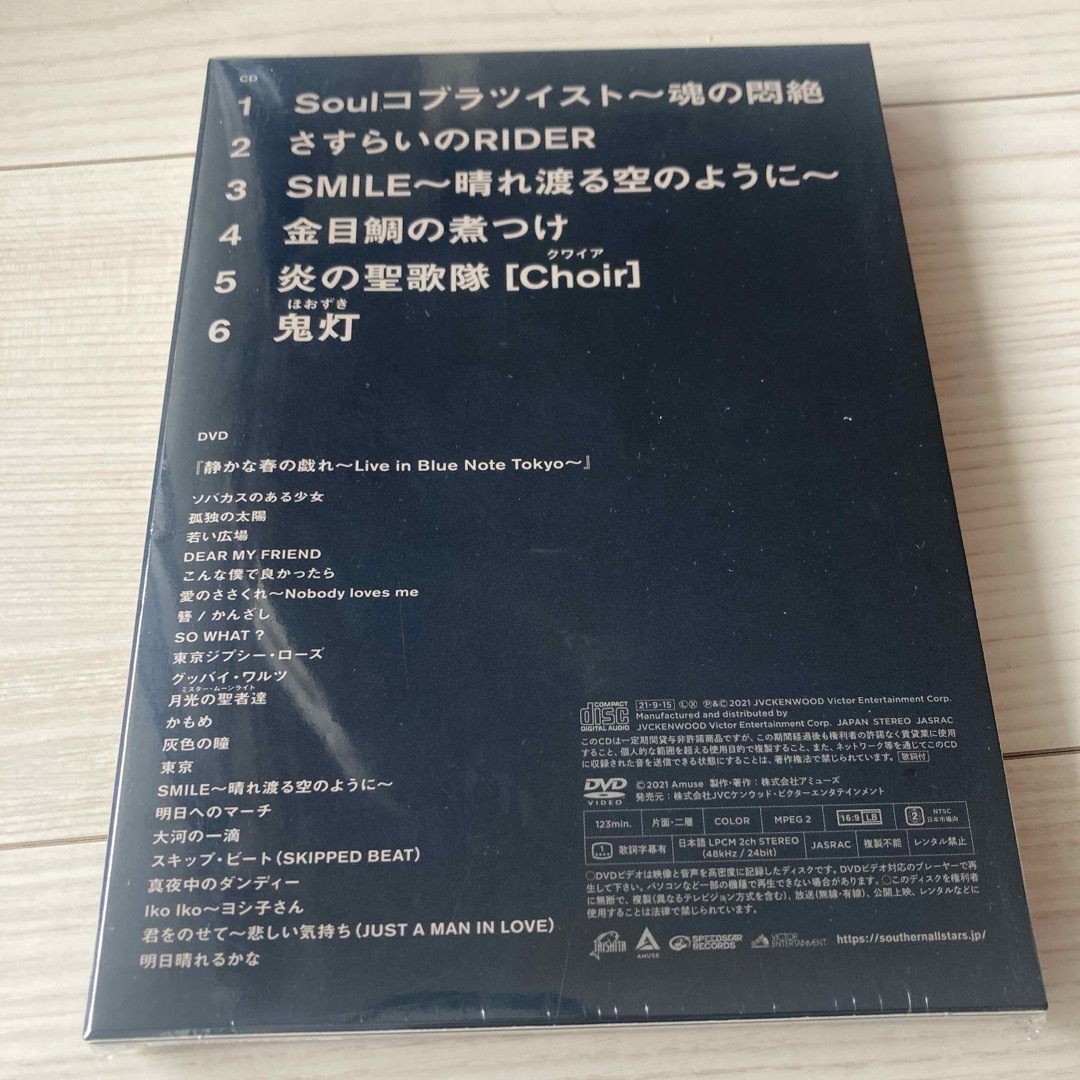 CD
1 Soulコブラツイスト〜魂の悶絶
2 さすらいのRIDER
3 SMILE〜晴れ渡る空のように〜
4 金目鯛の煮つけ
クワイア
5 炎の聖歌隊 [Choir]
ほおずき
6 鬼灯
DVD
『静かな春の戯れ〜Live in Blue Note Tokyo〜』
ソバカスのある少女
孤独の太陽
若い広場
DEAR MY FRIEND
こんな僕で良かったら
愛のささくれ〜Nobody loves me
簪 / かんざし
SO WHAT ?
東京ジプシー・ローズ
グッバイ・ワルツ
ミスター・ムーンライト
月光の聖者達
かもめ
灰色の瞳
東京
SMILE〜晴れ渡る空のように〜
明日へのマーチ
大河の一滴
スキップ・ビート(SKIPPED BEAT)
真夜中のダンディー
Iko Iko〜ヨシ子さん
君をのせて〜悲しい気持ち(JUST A MAN IN LOVE)
明日晴れるかな
COMPACT disc DIGITAL AUDIO
21・9・15 Ⓛ Ⓧ Ⓟ&©2021 JVCKENWOOD Victor Entertainment Corp.
Manufactured and distributed by
JVCKENWOOD Victor Entertainment Corp. JAPAN STEREO JASRAC
このCDは一定期間貸与非許諾商品ですが、この期間経過後も権利者の許諾なく賃貸業に使用
すること、個人的な範囲を超える使用目的で複製すること、また、ネットワーク等を通じてこのCD
に収録された音を送信できる状態にすることは、著作権法で禁じられています。 歌詞付
DVD VIDEO
©2021 Amuse 製作・著作：株式会社アミューズ
発売元：株式会社JVCケンウッド・ビクターエンタテインメント
123min. 片面・二層 COLOR MPEG 2 16:9 LB 2 NTSC 日本市場向
1 歌詞字幕有 日本語 LPCM 2ch STEREO (48kHz / 24bit) JASRAC 複製不能 レンタル禁止
○DVDビデオは映像と音声を高密度に記録したディスクです。DVDビデオ対応のプレーヤーで再
生して下さい。パソコンなど一部の機種で再生できない場合があります。○このディスクを権利者
に無断で、複製(異なるテレビジョン方式を含む)、放送(無線・有線)、公開上映、レンタルなどに
使用することは法律で禁じられています。
TAISHITA AMUSE SPEEDSTAR RECORDS VICTOR ENTERTAINMENT https://southernallstars.jp/